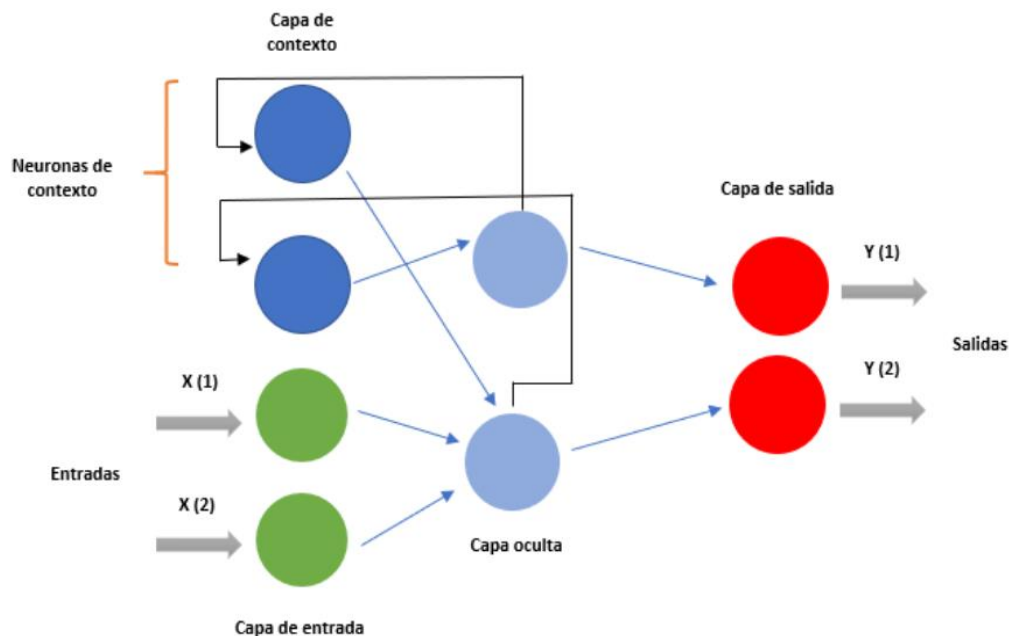 Capa de
contexto
Neuronas de
contexto
Capa de salida
Y (1)
Salidas
Y (2)
X (1)
Entradas
X (2)
Capa oculta
Capa de entrada